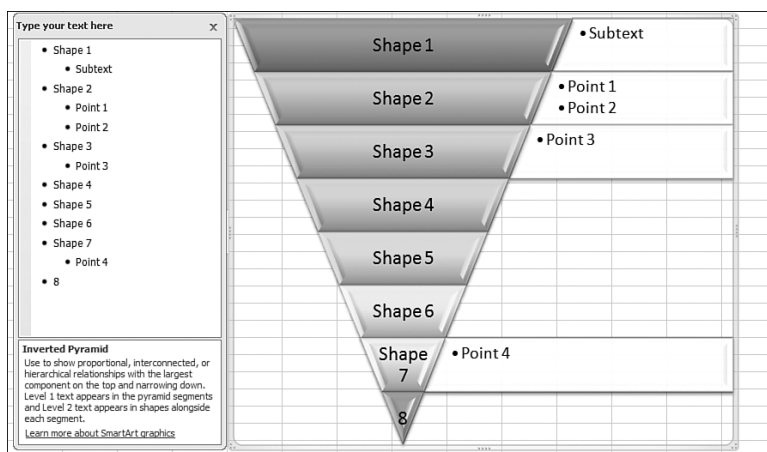 Type your text here x
• Shape 1
• Subtext
• Shape 2
• Point 1
• Point 2
• Shape 3
• Point 3
• Shape 4
• Shape 5
• Shape 6
• Shape 7
• Point 4
• 8
Inverted Pyramid
Use to show proportional, interconnected, or
hierarchical relationships with the largest
component on the top and narrowing down.
Level 1 text appears in the pyramid segments
and Level 2 text appears in shapes alongside
each segment.
Learn more about SmartArt graphics
Shape 1
• Subtext
Shape 2
• Point 1
• Point 2
Shape 3
• Point 3
Shape 4
Shape 5
Shape 6
Shape
7
• Point 4
8